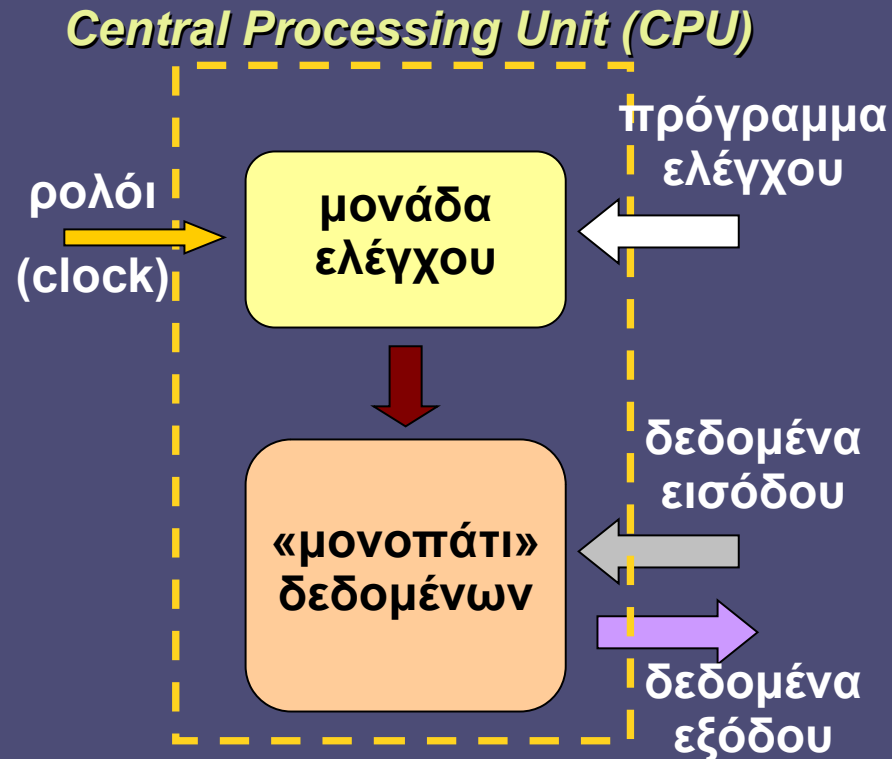 Central Processing Unit (CPU)
πρόγραμμα
ελέγχου
ρολόι
(clock)
μονάδα
ελέγχου
δεδομένα
εισόδου
«μονοπάτι»
δεδομένων
δεδομένα
εξόδου